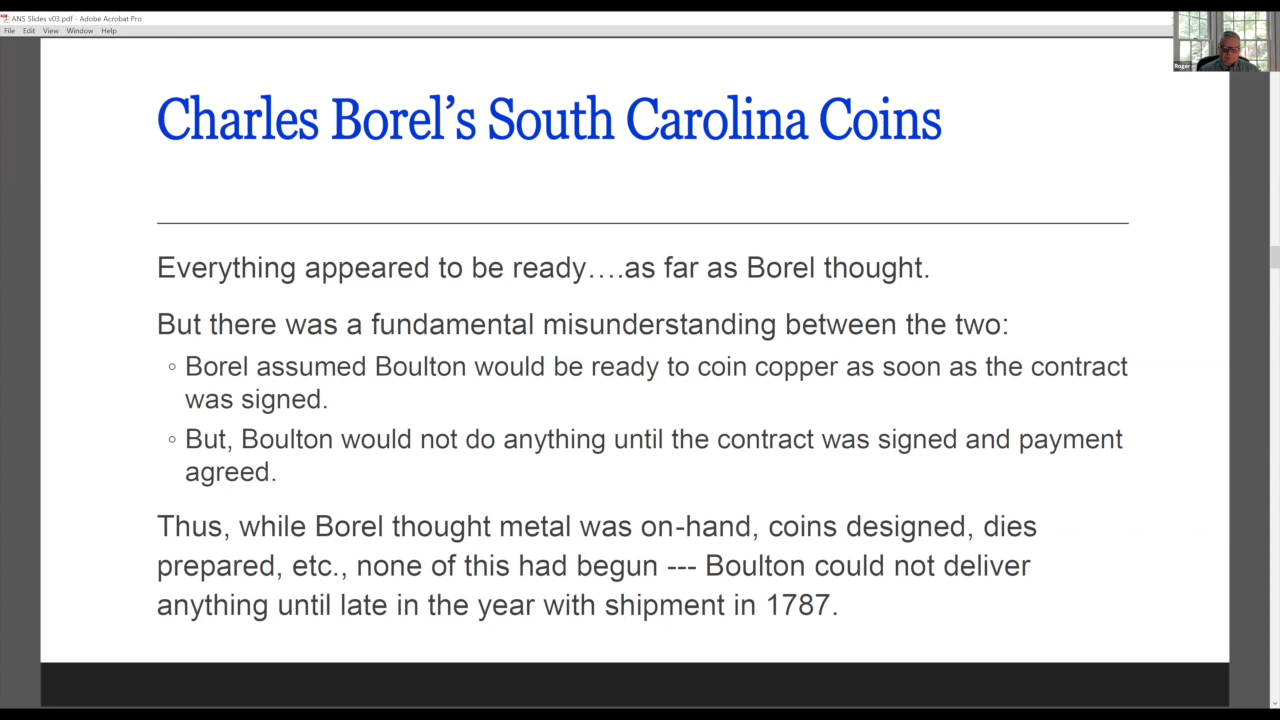 ANS Slides v03.pdf - Adobe Acrobat Pro
File Edit View Window Help
Roger
Charles Borel’s South Carolina Coins
Everything appeared to be ready….as far as Borel thought.
But there was a fundamental misunderstanding between the two:
◦ Borel assumed Boulton would be ready to coin copper as soon as the contract
was signed.
◦ But, Boulton would not do anything until the contract was signed and payment
agreed.
Thus, while Borel thought metal was on-hand, coins designed, dies
prepared, etc., none of this had begun --- Boulton could not deliver
anything until late in the year with shipment in 1787.